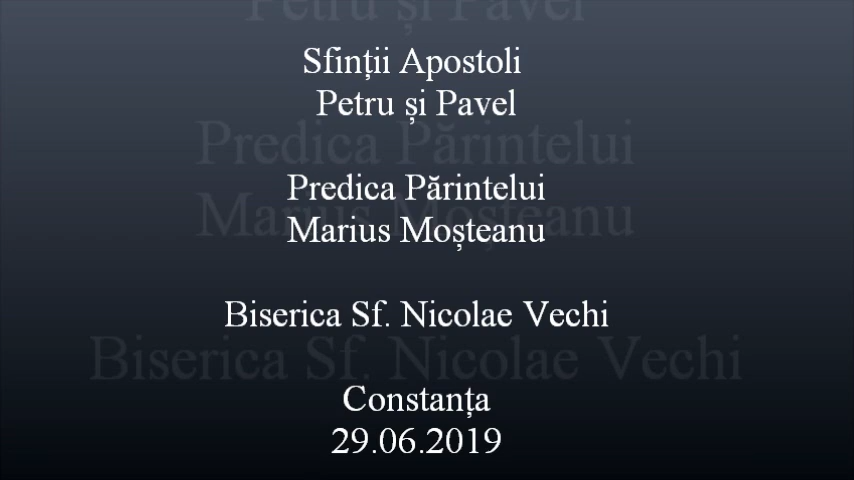 Sfinții Apostoli
Petru și Pavel
Predica Părintelui
Marius Moșteanu
Biserica Sf. Nicolae Vechi
Constanța
29.06.2019